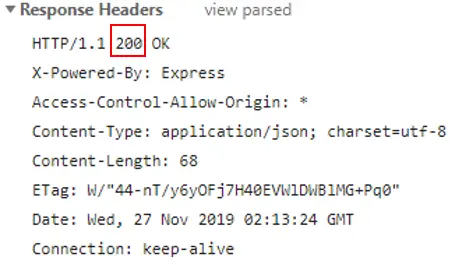 Response Headers view parsed
HTTP/1.1 200 OK
X-Powered-By: Express
Access-Control-Allow-Origin: *
Content-Type: application/json; charset=utf-8
Content-Length: 68
ETag: W/"44-nT/y6yOFj7H40EVWlDWBlMG+Pq0"
Date: Wed, 27 Nov 2019 02:13:24 GMT
Connection: keep-alive